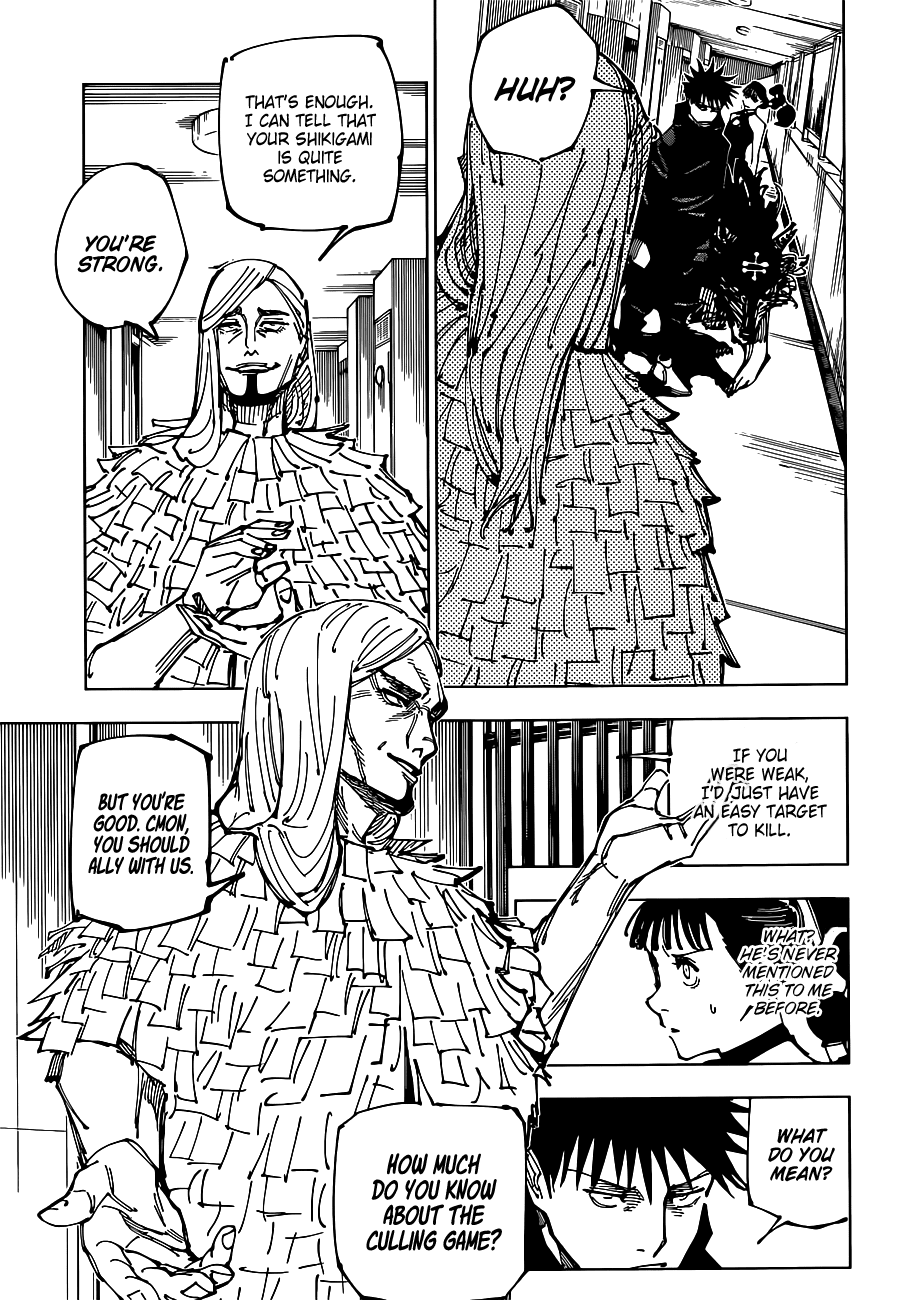 HUH?
THAT'S ENOUGH.
I CAN TELL THAT
YOUR SHIKIGAMI
IS QUITE
SOMETHING.
YOU'RE
STRONG.
IF YOU
WERE WEAK,
I'D JUST HAVE
AN EASY TARGET
TO KILL.
BUT YOU'RE
GOOD. CMON,
YOU SHOULD
ALLY WITH US.
WHAT?
HE'S NEVER
MENTIONED
THIS TO ME
BEFORE.
WHAT
DO YOU
MEAN?
HOW MUCH
DO YOU KNOW
ABOUT THE
CULLING GAME?